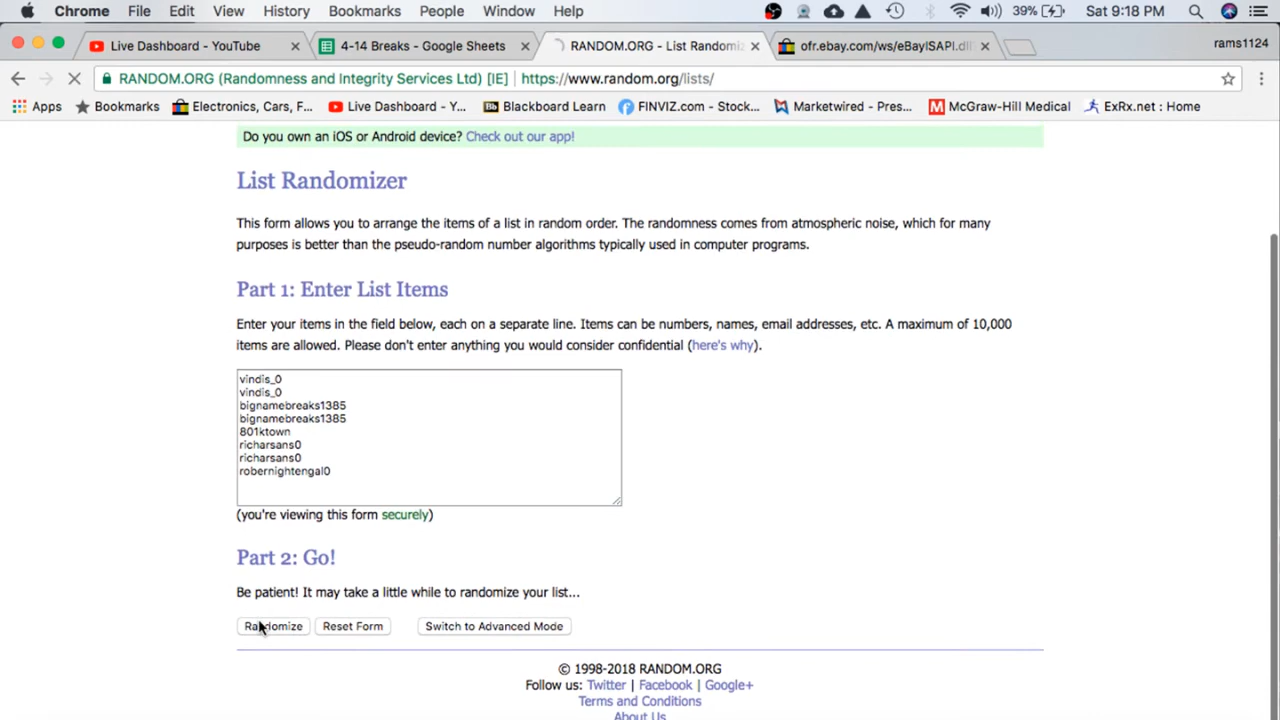 Chrome File Edit View History Bookmarks People Window Help 39% Sat 9:18 PM
Live Dashboard - YouTube × 4-14 Breaks - Google Sheets × RANDOM.ORG - List Randomi × ofr.ebay.com/ws/eBayISAPI.dll × rams1124
RANDOM.ORG (Randomness and Integrity Services Ltd) [IE] https://www.random.org/lists/
Apps Bookmarks Electronics, Cars, F... Live Dashboard - Y... Bb Blackboard Learn FINVIZ.com - Stock... Marketwired - Pres... M McGraw-Hill Medical ExRx.net : Home
Do you own an iOS or Android device? Check out our app!
List Randomizer
This form allows you to arrange the items of a list in random order. The randomness comes from atmospheric noise, which for many
purposes is better than the pseudo-random number algorithms typically used in computer programs.
Part 1: Enter List Items
Enter your items in the field below, each on a separate line. Items can be numbers, names, email addresses, etc. A maximum of 10,000
items are allowed. Please don't enter anything you would consider confidential (here's why).
vindis_0
vindis_0
bignamebreaks1385
bignamebreaks1385
801ktown
richarsans0
richarsans0
robernightengal0
(you're viewing this form securely)
Part 2: Go!
Be patient! It may take a little while to randomize your list...
Randomize Reset Form Switch to Advanced Mode
© 1998-2018 RANDOM.ORG
Follow us: Twitter | Facebook | Google+
Terms and Conditions
About Us